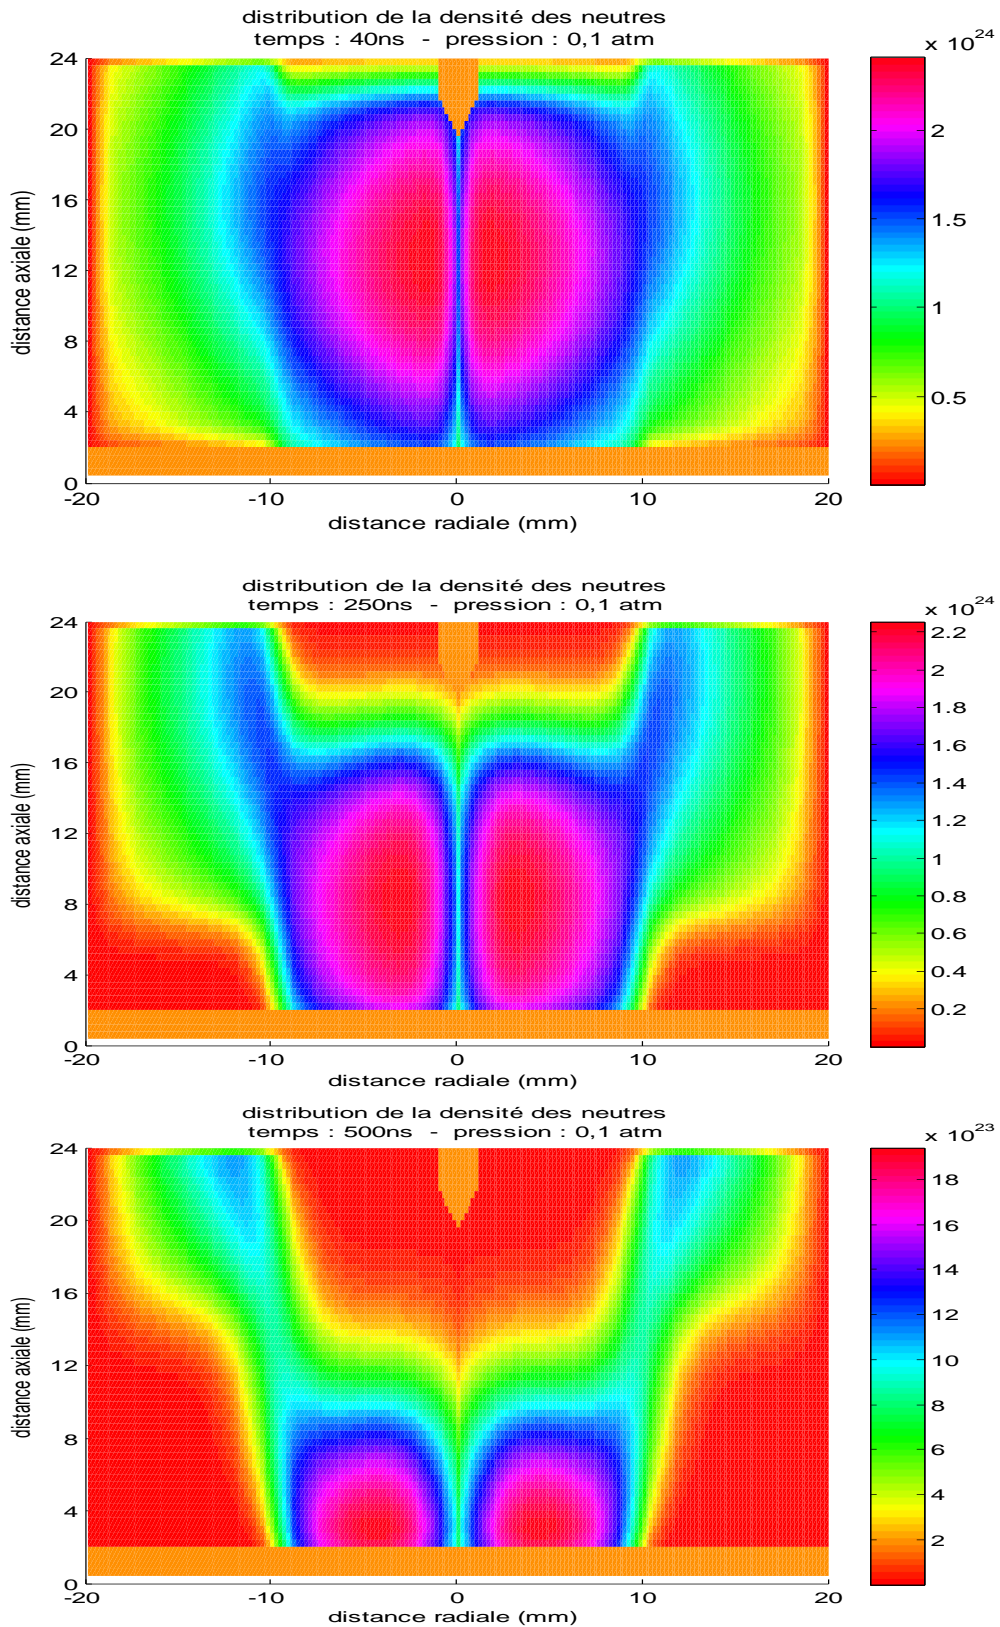 distribution de la densité des neutres
temps : 40ns - pression : 0,1 atm
x 10^24
24
20
16
12
8
4
0
distance axiale (mm)
-20 -10 0 10 20
distance radiale (mm)
2
1.5
1
0.5
distribution de la densité des neutres
temps : 250ns - pression : 0,1 atm
x 10^24
24
20
16
12
8
4
0
distance axiale (mm)
-20 -10 0 10 20
distance radiale (mm)
2.2
2
1.8
1.6
1.4
1.2
1
0.8
0.6
0.4
0.2
distribution de la densité des neutres
temps : 500ns - pression : 0,1 atm
x 10^23
24
20
16
12
8
4
0
distance axiale (mm)
-20 -10 0 10 20
distance radiale (mm)
18
16
14
12
10
8
6
4
2